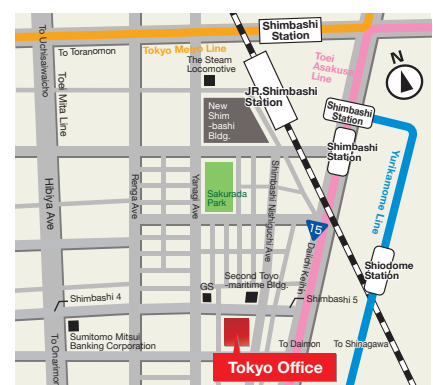 Shimbashi
Station
To Uchisaiwaicho
To Toranomon
Tokyo Metro Line
The Steam
Locomotive
Toei
Asakusa
Line
N
Toei Mita Line
JR.Shimbashi
Station
New
Shim
-bashi
Bldg.
Shimbashi
Station
Shimbashi
Station
Yurikamome Line
Hibiya Ave
Renga Ave
Yanagi Ave
Sakurada
Park
Shimbashi Nishiguchi Ave
15
Daiichi Keihin
Shiodome
Station
Second Toyo
-maritime Bldg.
GS
Shimbashi 4
Shimbashi 5
Sumitomo Mitsui
Banking Corporation
To Onarimon
To Daimon
To Shinagawa
Tokyo Office